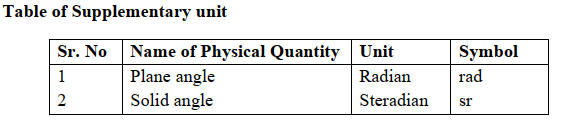 Table of Supplementary unit
Sr. No Name of Physical Quantity Unit Symbol
1 Plane angle Radian rad
2 Solid angle Steradian sr